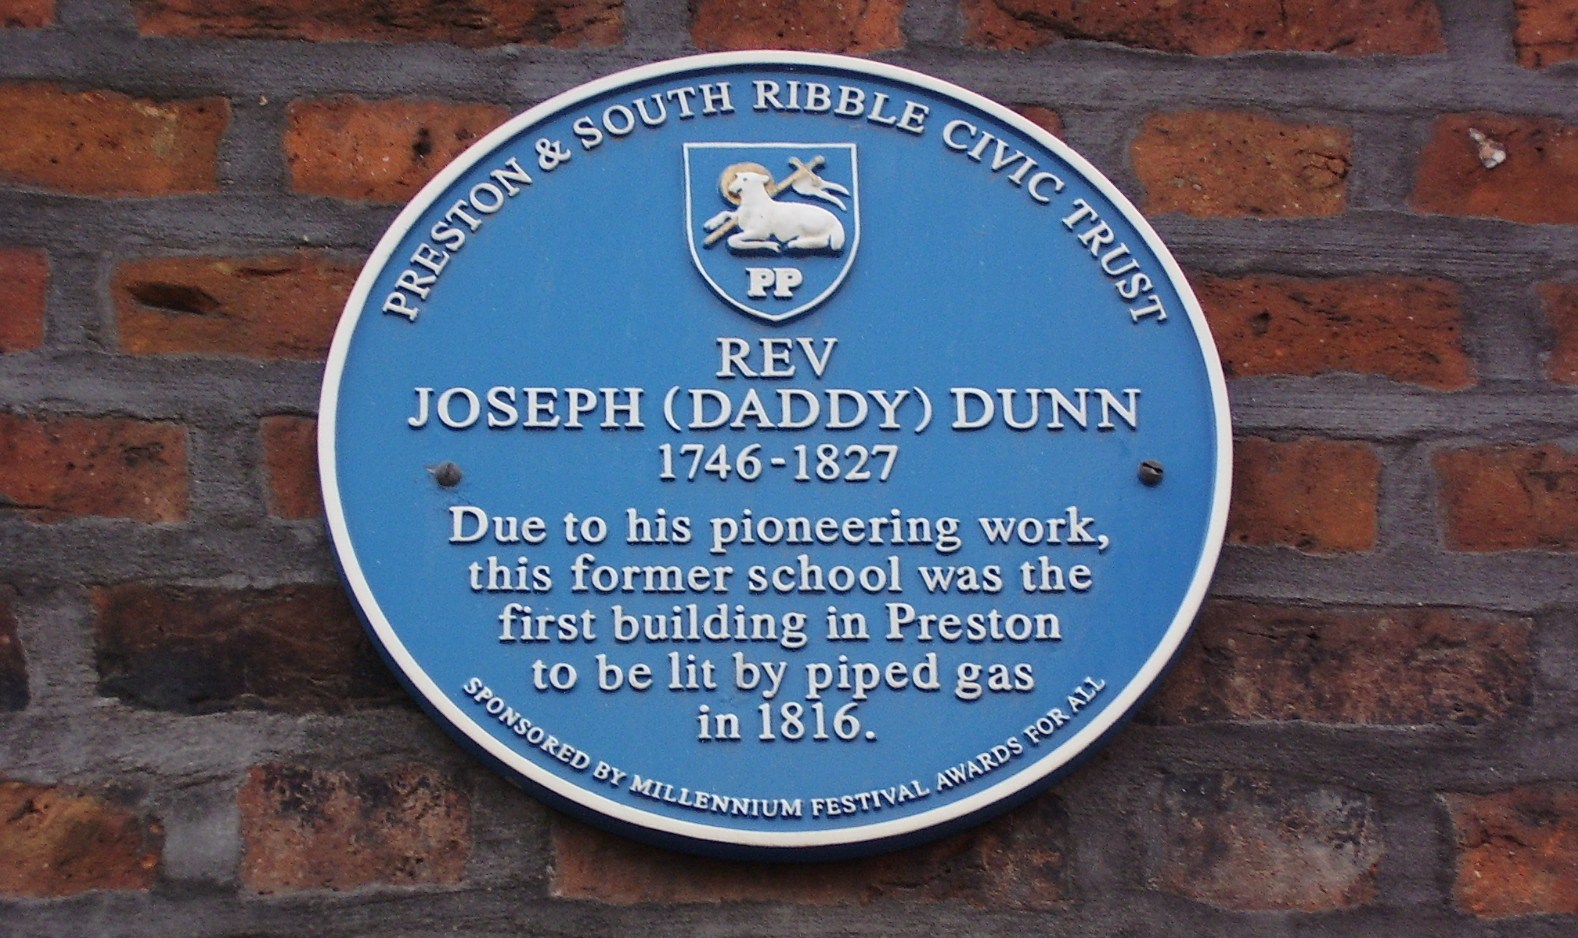 PRESTON & SOUTH RIBBLE CIVIC TRUST
PP
REV
JOSEPH (DADDY) DUNN
1746-1827
Due to his pioneering work,
this former school was the
first building in Preston
to be lit by piped gas
in 1816.
SPONSORED BY MILLENNIUM FESTIVAL AWARDS FOR ALL